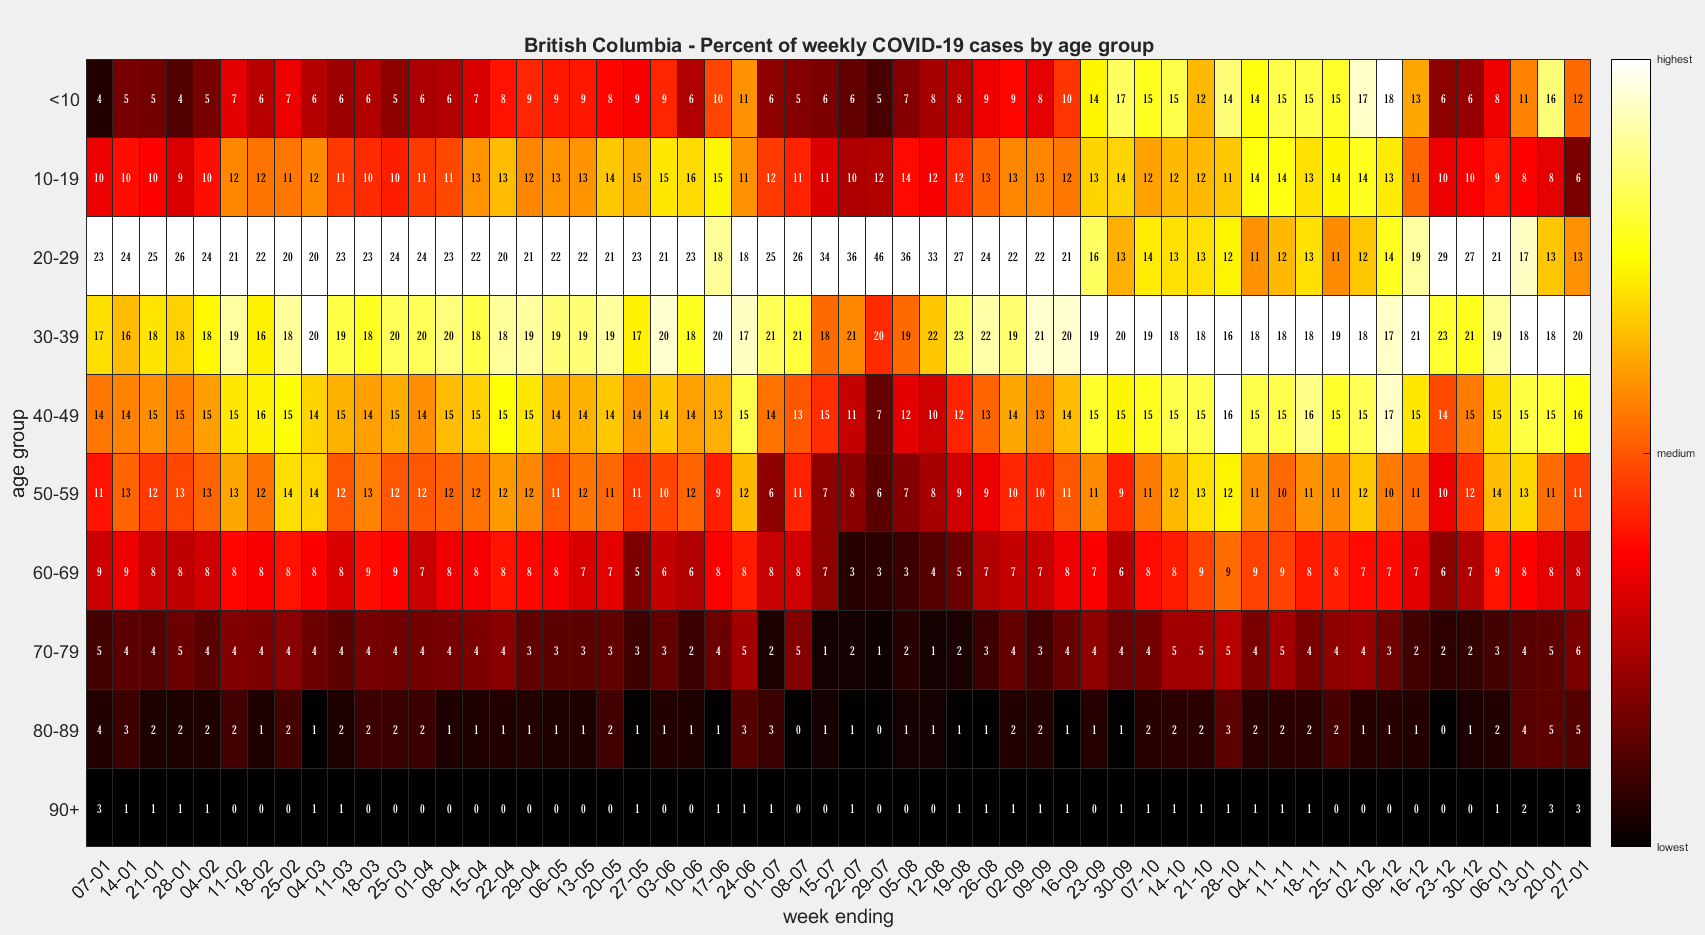 British Columbia - Percent of weekly COVID-19 cases by age group
highest
<10 4 5 5 4 5 7 6 7 6 6 6 5 6 6 7 8 9 9 9 8 9 9 6 10 11 6 5 6 6 5 7 8 8 9 9 8 10 14 17 15 15 12 14 14 15 15 15 17 18 13 6 6 8 11 16 12
10-19 10 10 10 9 10 12 12 11 12 11 10 10 11 11 13 13 12 13 13 14 15 15 16 15 11 12 11 11 10 12 14 12 12 13 13 13 12 13 14 12 12 12 11 14 14 13 14 14 13 11 10 10 9 8 8 6
20-29 23 24 25 26 24 21 22 20 20 23 23 24 24 23 22 20 21 22 22 21 23 21 23 18 18 25 26 34 36 46 36 33 27 24 22 22 21 16 13 14 13 13 12 11 12 13 11 12 14 19 29 27 21 17 13 13
30-39 17 16 18 18 18 19 16 18 20 19 18 20 20 20 18 18 19 19 19 19 17 20 18 20 17 21 21 18 21 20 19 22 23 22 19 21 20 19 20 19 18 18 16 18 18 18 19 18 17 21 23 21 19 18 18 20
40-49 14 14 15 15 15 15 16 15 14 15 14 15 14 15 15 15 15 14 14 14 14 14 14 13 15 14 13 15 11 7 12 10 12 13 14 13 14 15 15 15 15 15 16 15 15 16 15 15 17 15 14 15 15 15 15 16
50-59 11 13 12 13 13 13 12 14 14 12 13 12 12 12 12 12 12 11 12 11 11 10 12 9 12 6 11 7 8 6 7 8 9 9 10 10 11 11 9 11 12 13 12 11 10 11 11 12 10 11 10 12 14 13 11 11
medium
60-69 9 9 8 8 8 8 8 8 8 8 9 9 7 8 8 8 8 8 7 7 5 6 6 8 8 8 8 7 3 3 3 4 5 7 7 7 8 7 6 8 8 9 9 9 9 8 8 7 7 7 6 7 9 8 8 8
70-79 5 4 4 5 4 4 4 4 4 4 4 4 4 4 4 4 3 3 3 3 3 3 2 4 5 2 5 1 2 1 2 1 2 3 4 3 4 4 4 4 5 5 5 4 5 4 4 4 3 2 2 2 3 4 5 6
80-89 4 3 2 2 2 2 1 2 1 2 2 2 2 1 1 1 1 1 1 2 1 1 1 1 3 3 0 1 1 0 1 1 1 1 2 2 1 1 1 2 2 2 3 2 2 2 2 1 1 1 0 1 2 4 5 5
90+ 3 1 1 1 1 0 0 0 1 1 0 0 0 0 0 0 0 0 0 0 1 0 0 1 1 1 0 0 1 0 0 0 1 1 1 1 1 0 1 1 1 1 1 1 1 1 0 0 0 0 0 0 1 2 3 3
lowest
07-01 14-01 21-01 28-01 04-02 11-02 18-02 25-02 04-03 11-03 18-03 25-03 01-04 08-04 15-04 22-04 29-04 06-05 13-05 20-05 27-05 03-06 10-06 17-06 24-06 01-07 08-07 15-07 22-07 29-07 05-08 12-08 19-08 26-08 02-09 09-09 16-09 23-09 30-09 07-10 14-10 21-10 28-10 04-11 11-11 18-11 25-11 02-12 09-12 16-12 23-12 30-12 06-01 13-01 20-01 27-01
week ending
age group